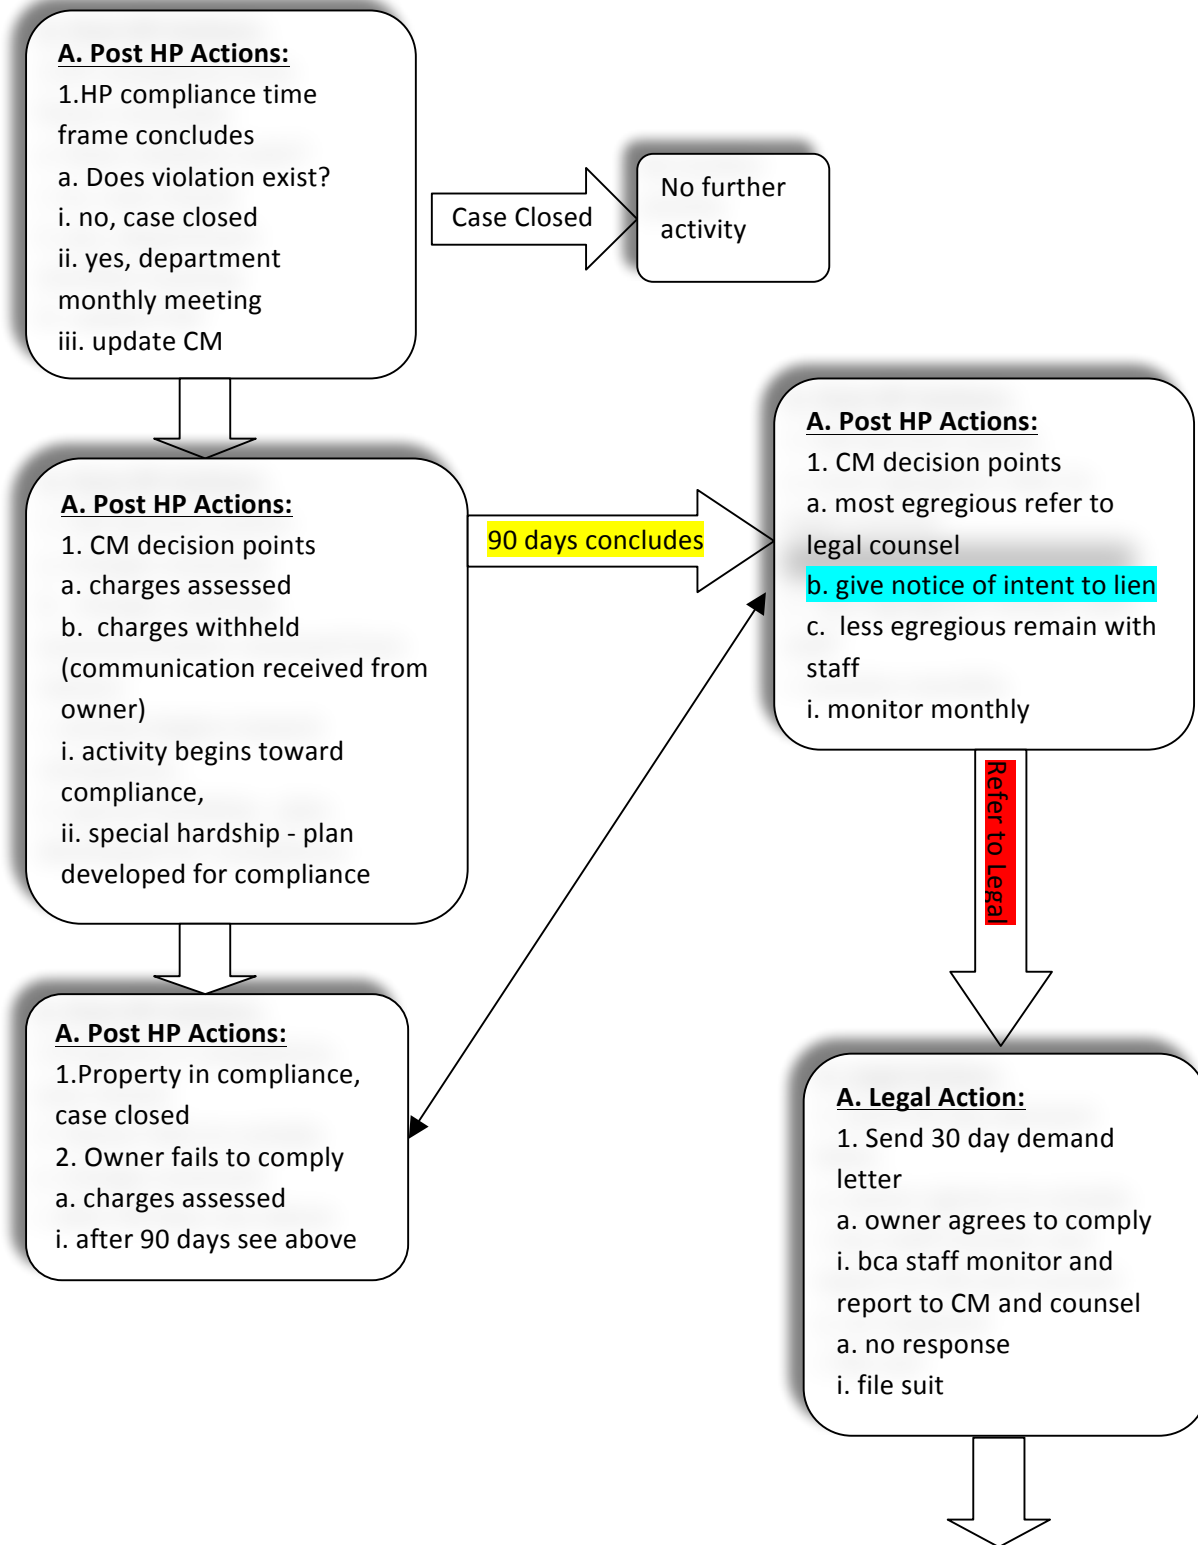 A. Post HP Actions:
1.HP compliance time
frame concludes
a. Does violation exist?
i. no, case closed
ii. yes, department
monthly meeting
iii. update CM
Case Closed
No further
activity
A. Post HP Actions:
1. CM decision points
a. charges assessed
b.  charges withheld
(communication received from
owner)
i. activity begins toward
compliance,
ii. special hardship - plan
developed for compliance
90 days concludes
A. Post HP Actions:
1. CM decision points
a. most egregious refer to
legal counsel
b. give notice of intent to lien
c.  less egregious remain with
staff
i. monitor monthly
Refer to Legal
A. Post HP Actions:
1.Property in compliance,
case closed
2. Owner fails to comply
a. charges assessed
i. after 90 days see above
A. Legal Action:
1. Send 30 day demand
letter
a. owner agrees to comply
i. bca staff monitor and
report to CM and counsel
a. no response
i. file suit